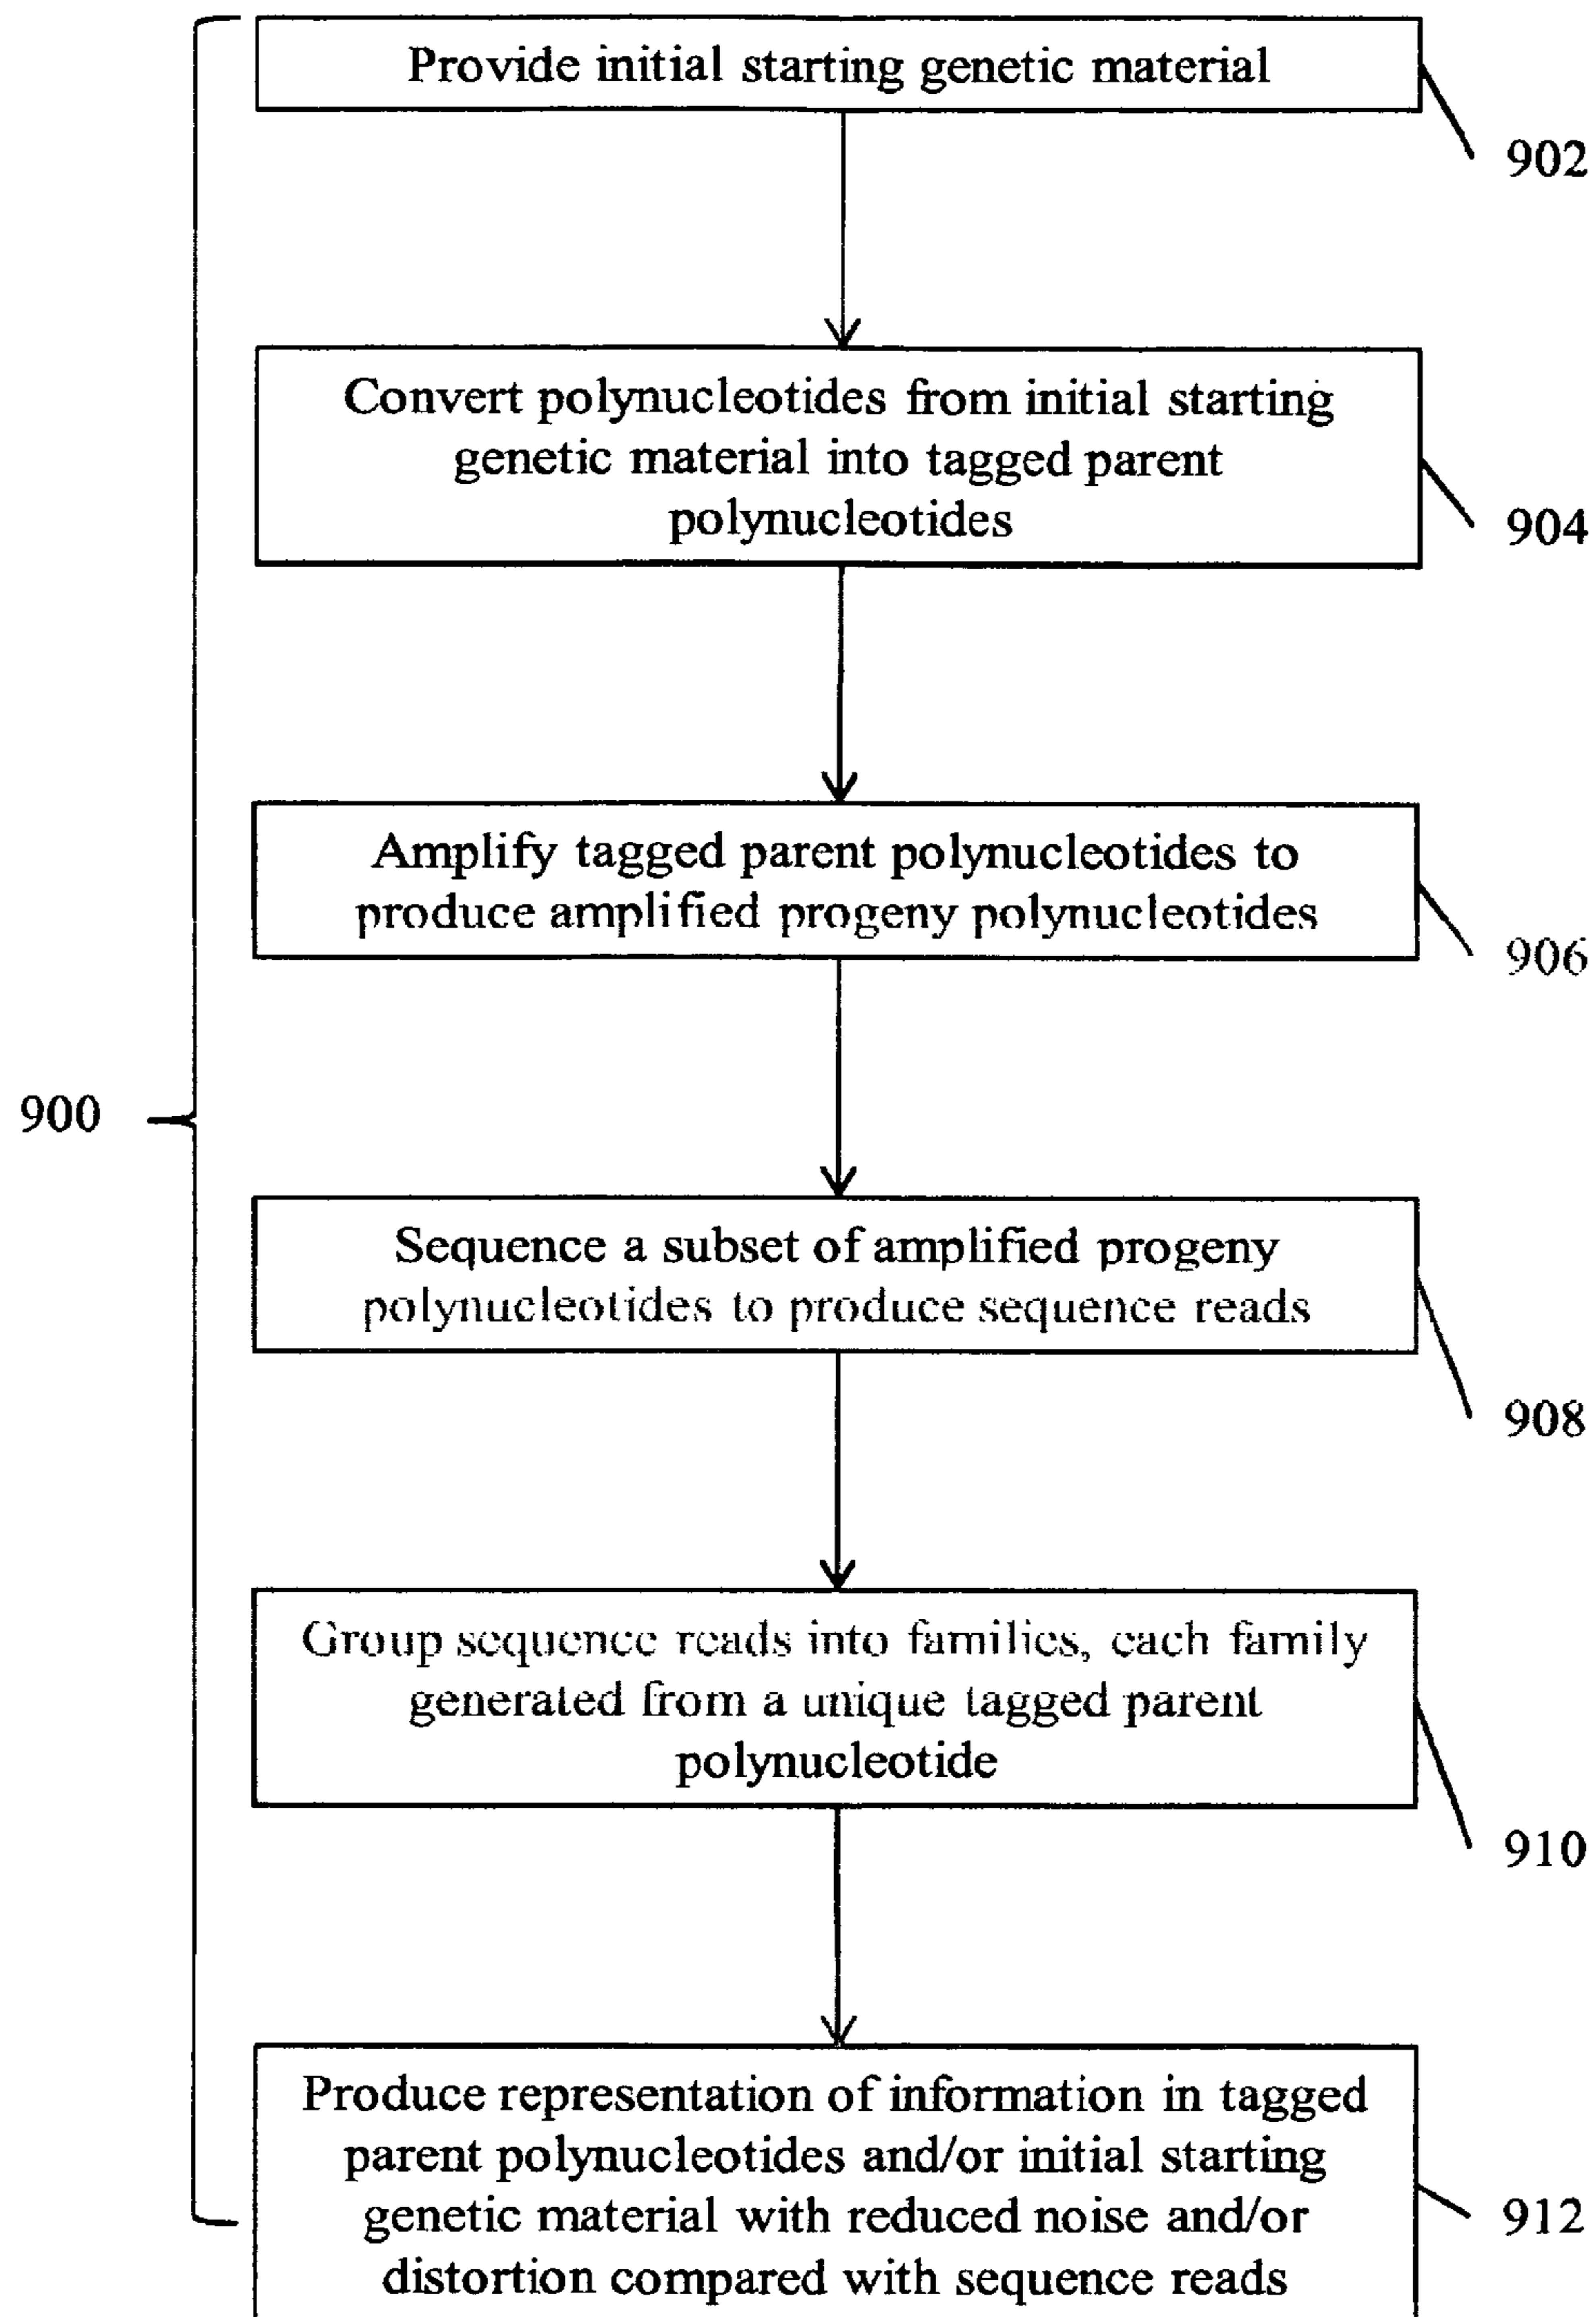 Provide initial starting genetic material
902
Convert polynucleotides from initial starting
genetic material into tagged parent
polynucleotides
904
Amplify tagged parent polynucleotides to
produce amplified progeny polynucleotides
906
900
Sequence a subset of amplified progeny
polynucleotides to produce sequence reads
908
Group sequence reads into families, each family
generated from a unique tagged parent
polynucleotide
910
Produce representation of information in tagged
parent polynucleotides and/or initial starting
genetic material with reduced noise and/or
distortion compared with sequence reads
912